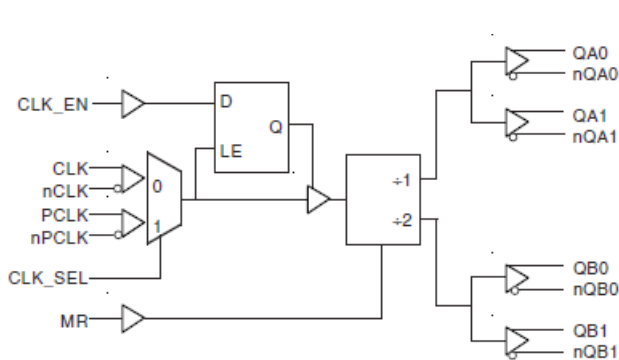 CLK_EN
D
Q
LE
CLK
nCLK
PCLK
nPCLK
0
1
CLK_SEL
MR
÷1
÷2
QA0
nQA0
QA1
nQA1
QB0
nQB0
QB1
nQB1